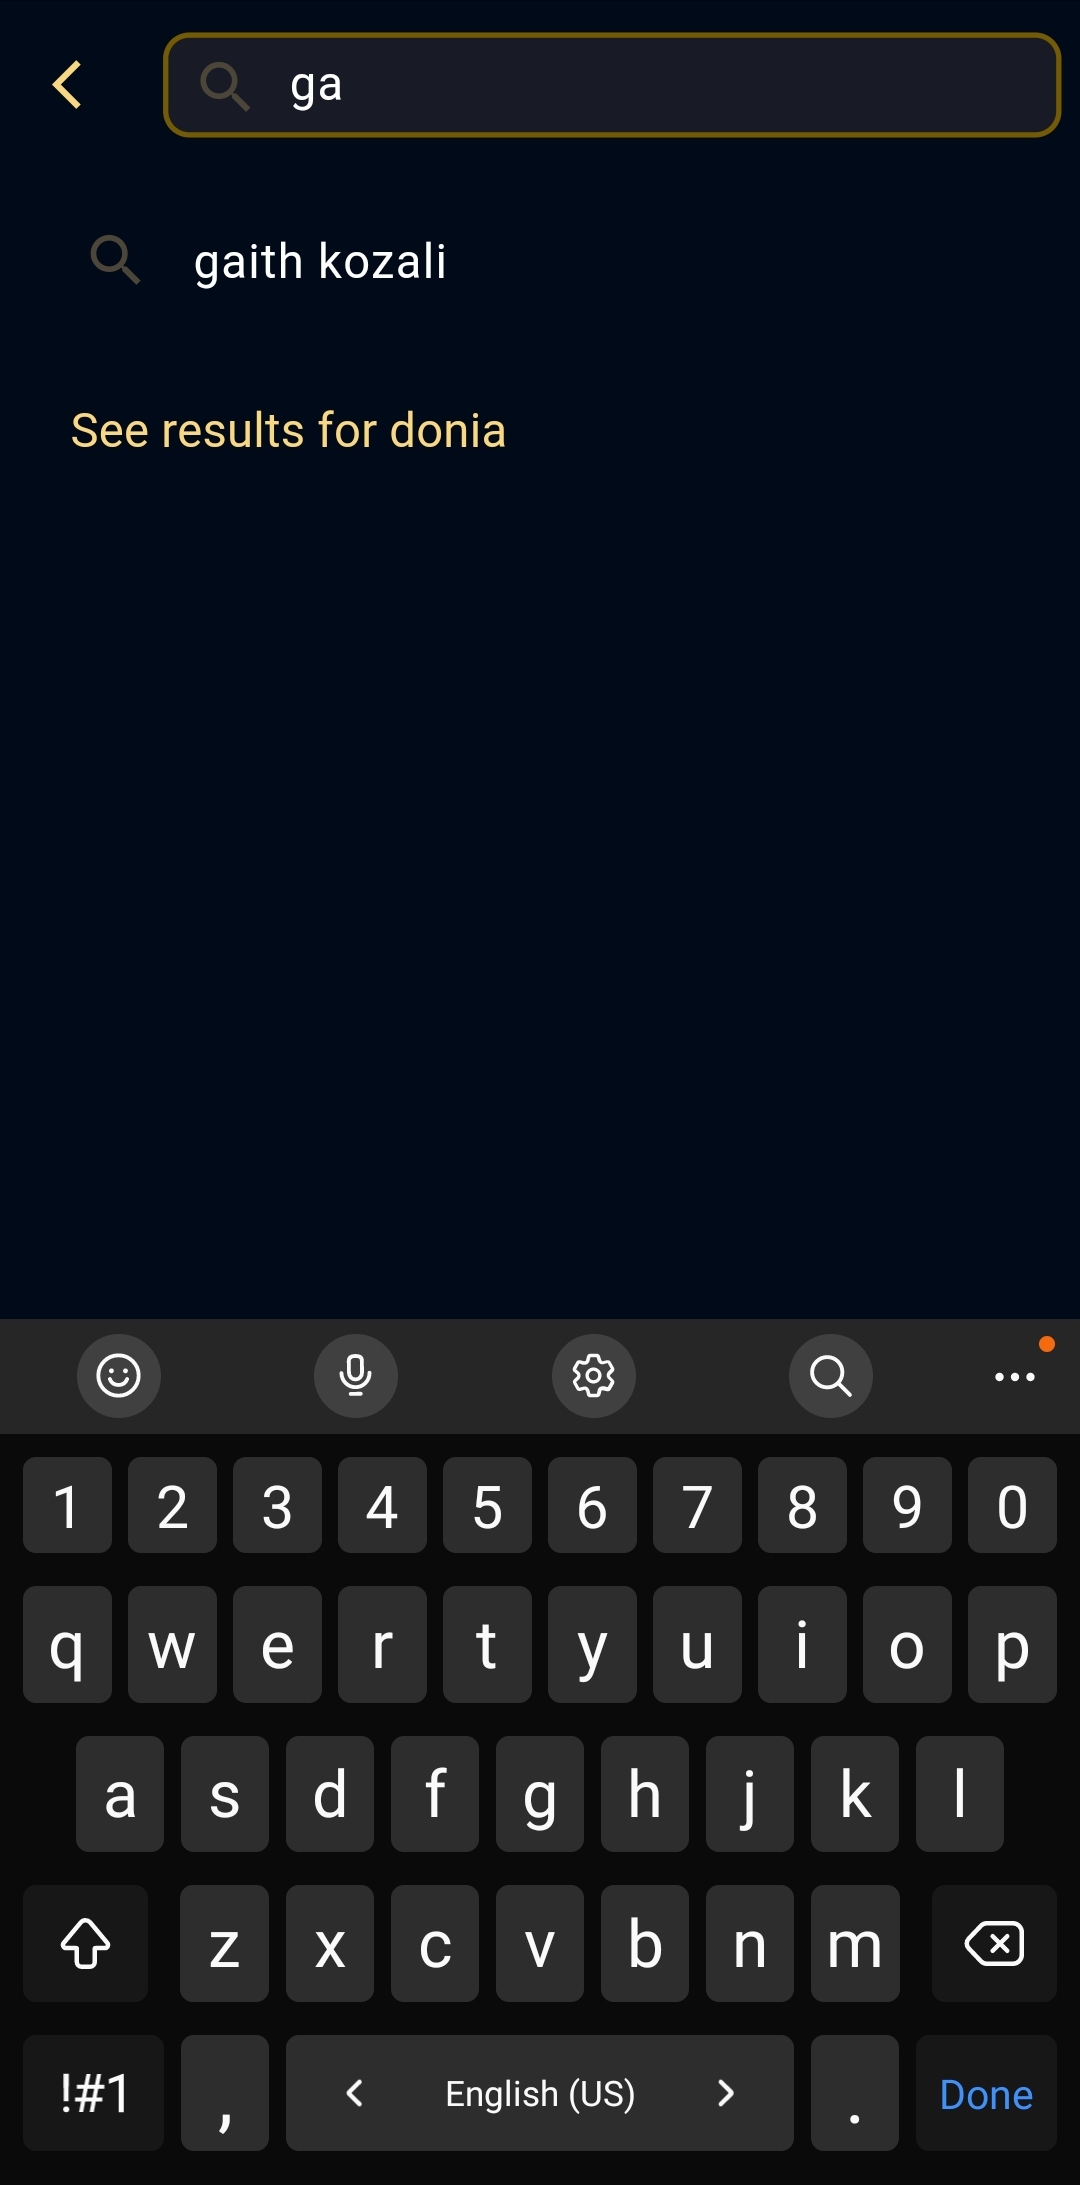 ga
gaith kozali
See results for donia
1 2 3 4 5 6 7 8 9 0
q w e r t y u i o p
a s d f g h j k l
z x c v b n m
!#1 , English (US) . Done